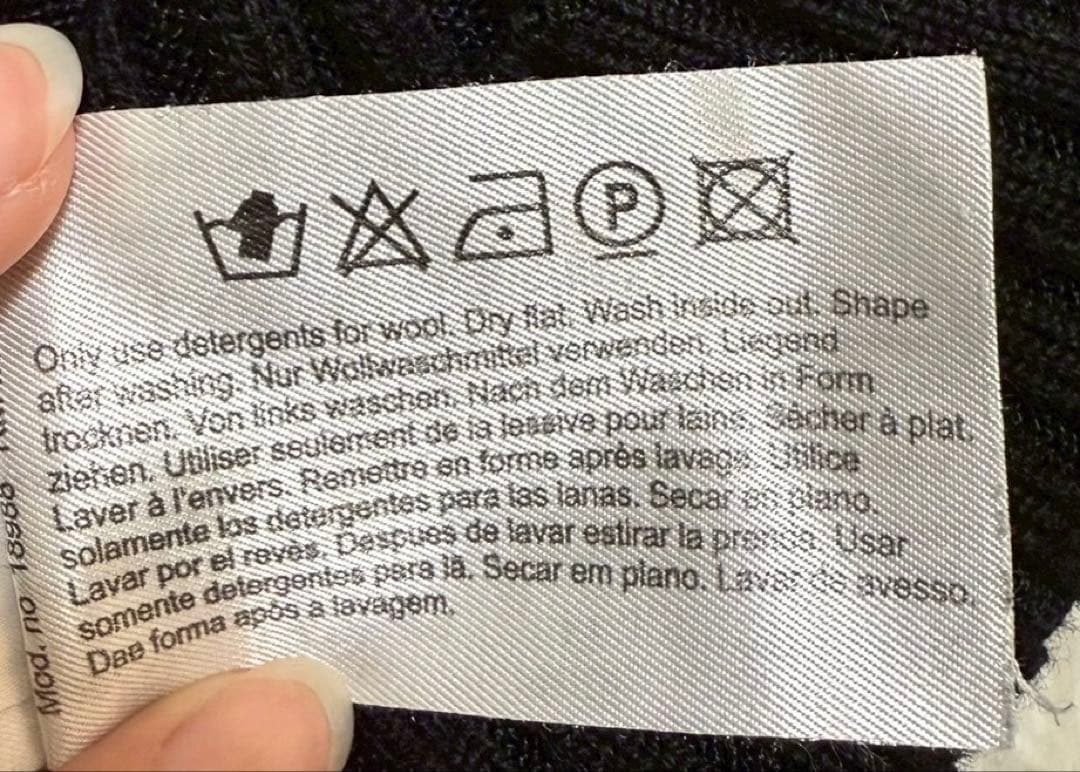 P
Only use detergents for wool. Dry flat. Wash inside out. Shape
after washing. Nur Wollwaschmittel verwenden. Liegend
trocknen. Von links waschen. Nach dem Waschen in Form
ziehen. Utiliser seulement de la lessive pour laine. Sécher à plat.
Laver à l'envers. Remettre en forme après lavage. Utilice
solamente los detergentes para las lanas. Secar en plano.
Lavar por el revés. Despues de lavar estirar la prenda. Usar
somente detergentes para lã. Secar em plano. Lavar de avesso.
Dae forma após a lavagem.
Mod. no 18988